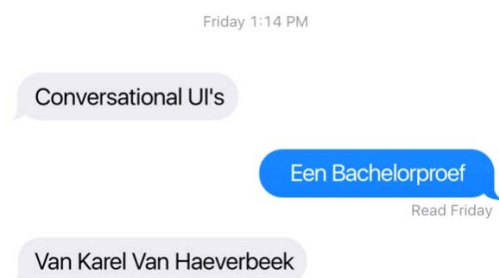 Friday 1:14 PM
Conversational UI's
Een Bachelorproef
Read Friday
Van Karel Van Haeverbeek